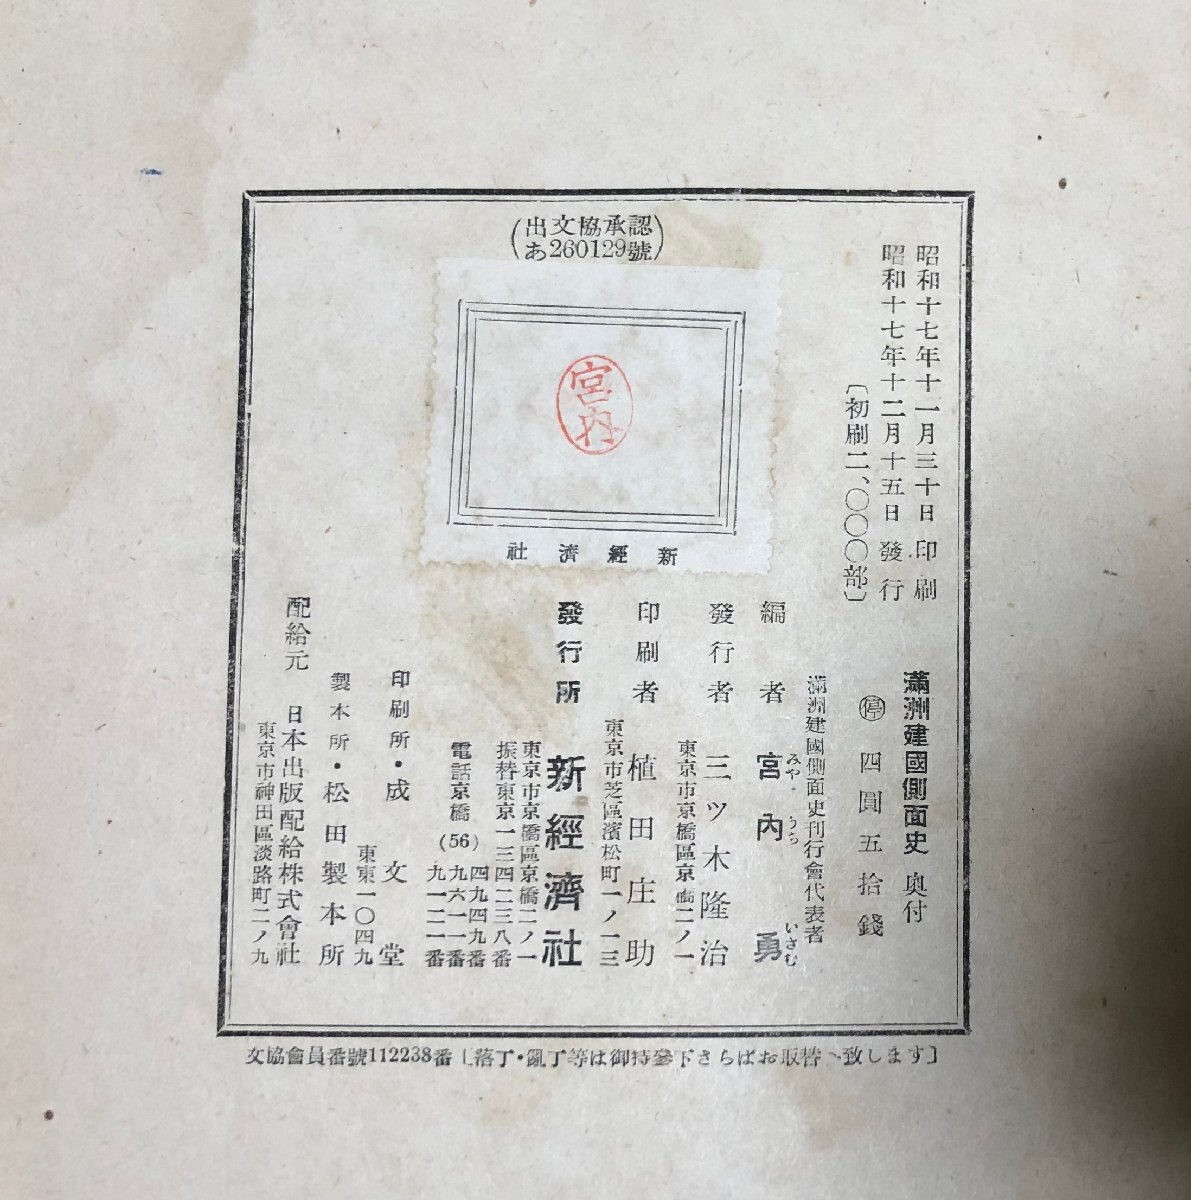 (出文協承認
あ260129號)
昭和十七年十一月三十日印刷
昭和十七年十二月十五日發行
〔初刷二、〇〇〇部〕
宮内
新經濟社
滿洲建國側面史 奥付
㊡ 四圓五拾錢
滿洲建國側面史刊行會代表者
編者 宮内勇
みや・うち いさむ
發行者 三ツ木隆治
東京市京橋區京橋二ノ一
印刷者 植田庄助
東京市芝區濱松町一ノ一三
發行所 新經濟社
東京市京橋區京橋二ノ一
振替東京一三四二三八番
電話京橋(56)
四九四九番
九六一一番
九一二一番
印刷所・成文堂
東東一〇四九
製本所・松田製本所
配給元 日本出版配給株式會社
東京市神田區淡路町二ノ九
文協會員番號112238番〔落丁・亂丁等は御持參下さらばお取替へ致します〕